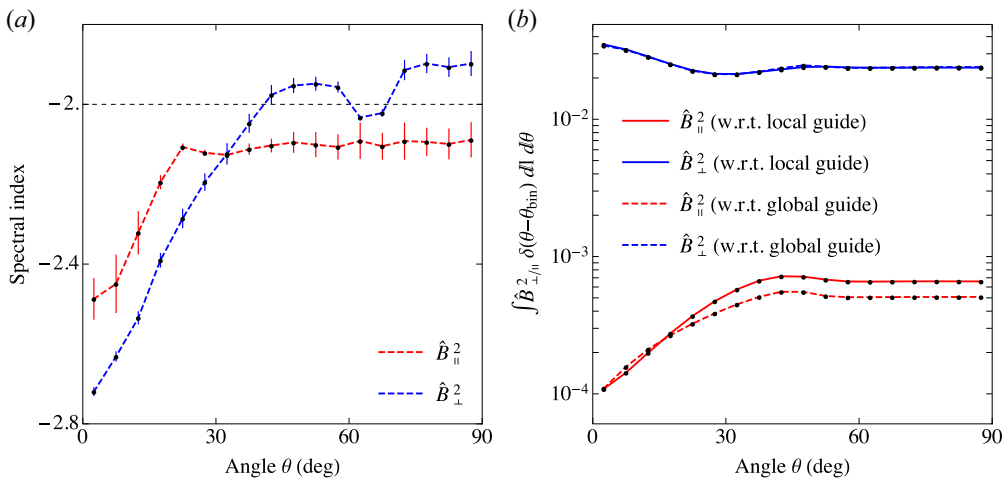 (a)
−2.
−2.4
−2.8
0
30
60
90
Spectral index
Angle θ (deg)
B̂∥²
B̂⊥²
(b)
10⁻²
10⁻³
10⁻⁴
0
30
60
90
∫B̂²⊥/∥ δ(θ−θbin) dl dθ
Angle θ (deg)
B̂∥² (w.r.t. local guide)
B̂⊥² (w.r.t. local guide)
B̂∥² (w.r.t. global guide)
B̂⊥² (w.r.t. global guide)